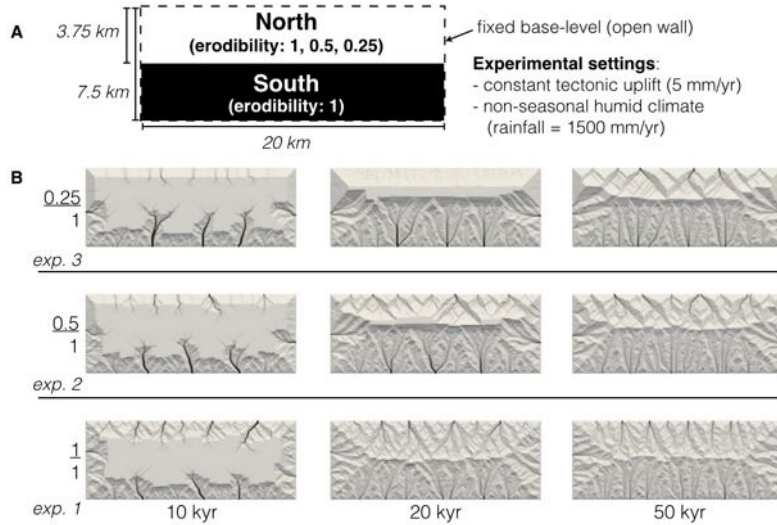 A
3.75 km
7.5 km
North
(erodibility: 1, 0.5, 0.25)
South
(erodibility: 1)
20 km
fixed base-level (open wall)
Experimental settings:
- constant tectonic uplift (5 mm/yr)
- non-seasonal humid climate
(rainfall = 1500 mm/yr)
B
0.25
1
exp. 3
0.5
1
exp. 2
1
1
exp. 1
10 kyr
20 kyr
50 kyr